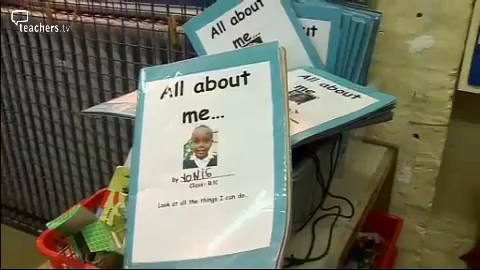 teachers.tv
All about
me...
All about
me
All about
me...
By YONIS
Class: R/C
Look at all the things I can do..